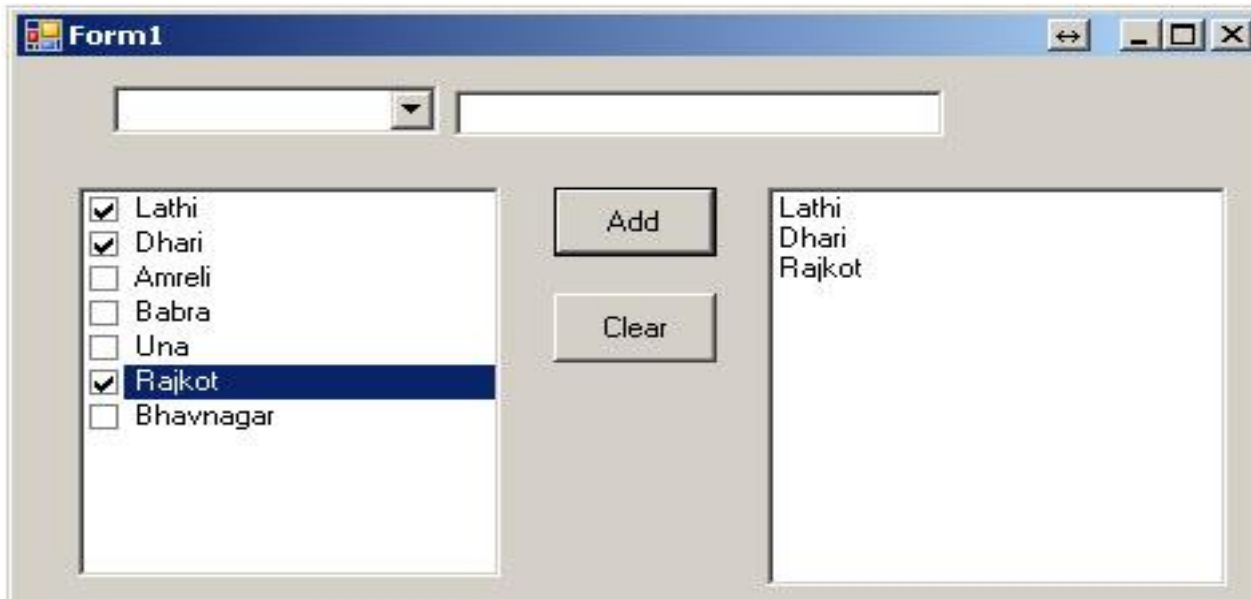 Form1
Lathi
Dhari
Amreli
Babra
Una
Rajkot
Bhavnagar
Add
Clear
Lathi
Dhari
Rajkot